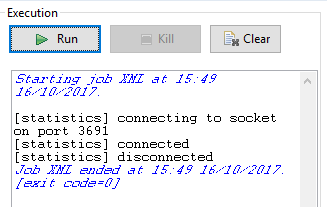 Execution
Run
Kill
Clear
Starting job XML at 15:49
16/10/2017.
[statistics] connecting to socket
on port 3691
[statistics] connected
[statistics] disconnected
Job XML ended at 15:49 16/10/2017.
[exit code=0]